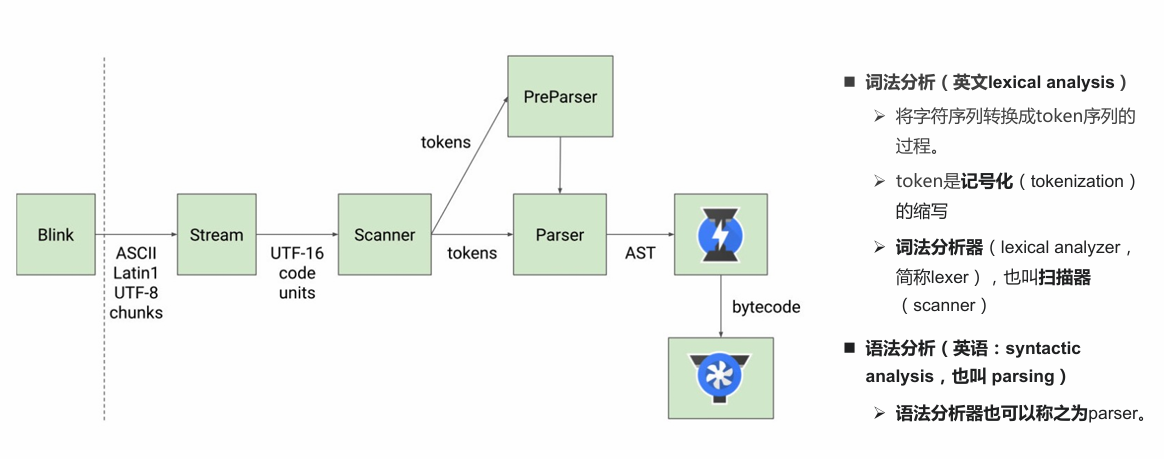 PreParser
tokens
Blink
Stream
Scanner
Parser
ASCII
Latin1
UTF-8
chunks
UTF-16
code
units
tokens
AST
bytecode
■ 词法分析（英文lexical analysis）
➢ 将字符序列转换成token序列的
过程。
➢ token是记号化（tokenization）
的缩写
➢ 词法分析器（lexical analyzer，
简称lexer），也叫扫描器
（scanner）
■ 语法分析（英语：syntactic
analysis，也叫 parsing）
➢ 语法分析器也可以称之为parser。